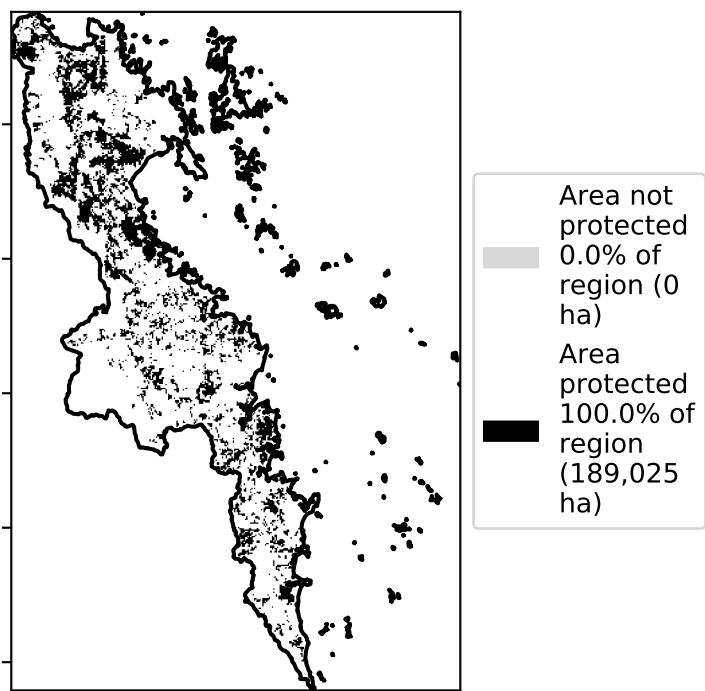 Area not
protected
0.0% of
region (0
ha)
Area
protected
100.0% of
region
(189,025
ha)